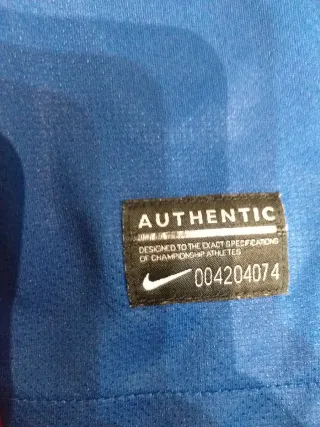 AUTHENTIC
DESIGNED TO THE EXACT SPECIFICATIONS
OF CHAMPIONSHIP ATHLETES
004204074